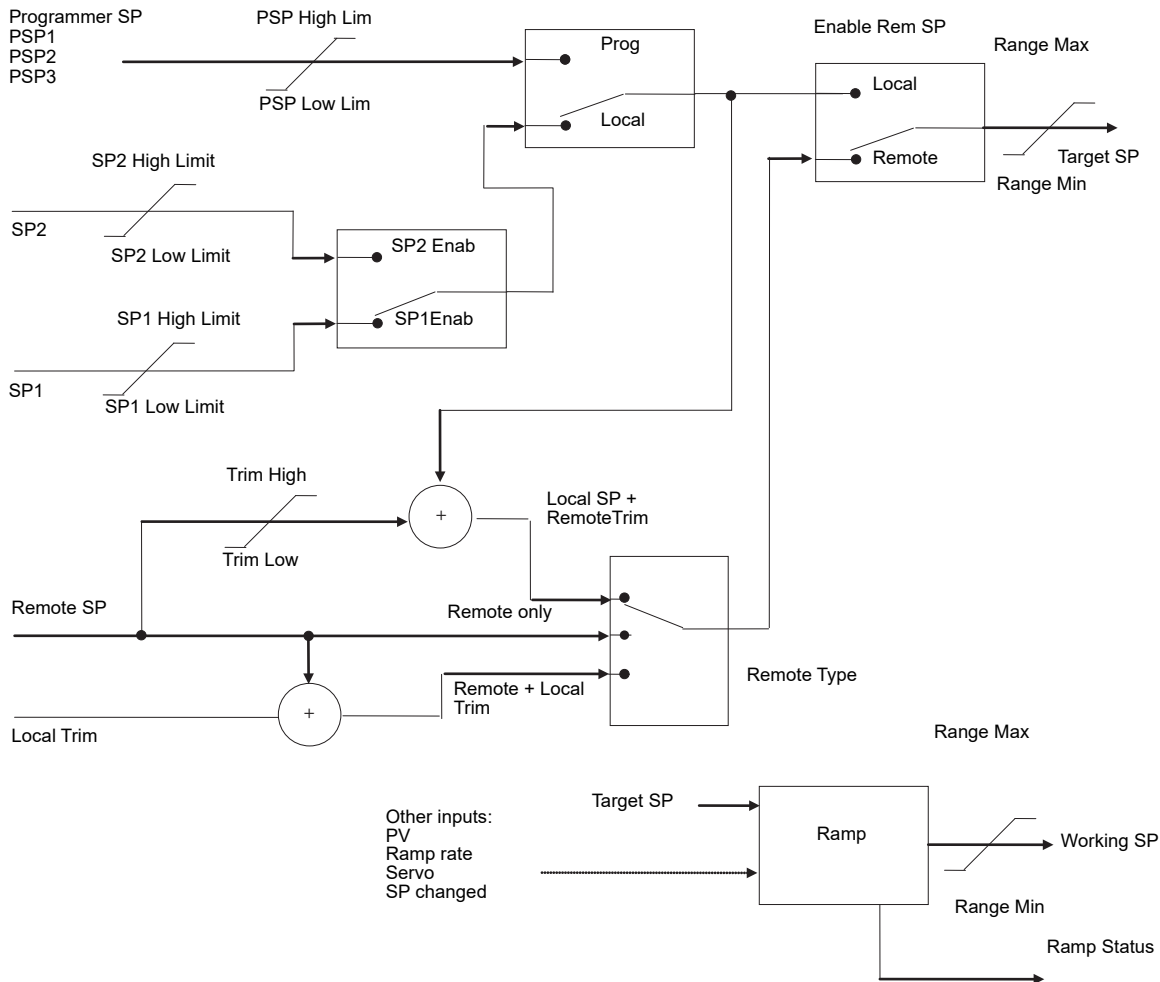 Programmer SP
PSP1
PSP2
PSP3
PSP High Lim
PSP Low Lim
Prog
Local
Enable Rem SP
Range Max
Local
Remote
Target SP
Range Min
SP2 High Limit
SP2
SP2 Low Limit
SP2 Enab
SP1 High Limit
SP1Enab
SP1
SP1 Low Limit
Trim High
+
Local SP +
RemoteTrim
Trim Low
Remote SP
Remote only
Remote Type
Remote + Local
Trim
+
Local Trim
Range Max
Target SP
Other inputs:
PV
Ramp rate
Servo
SP changed
Ramp
Working SP
Range Min
Ramp Status